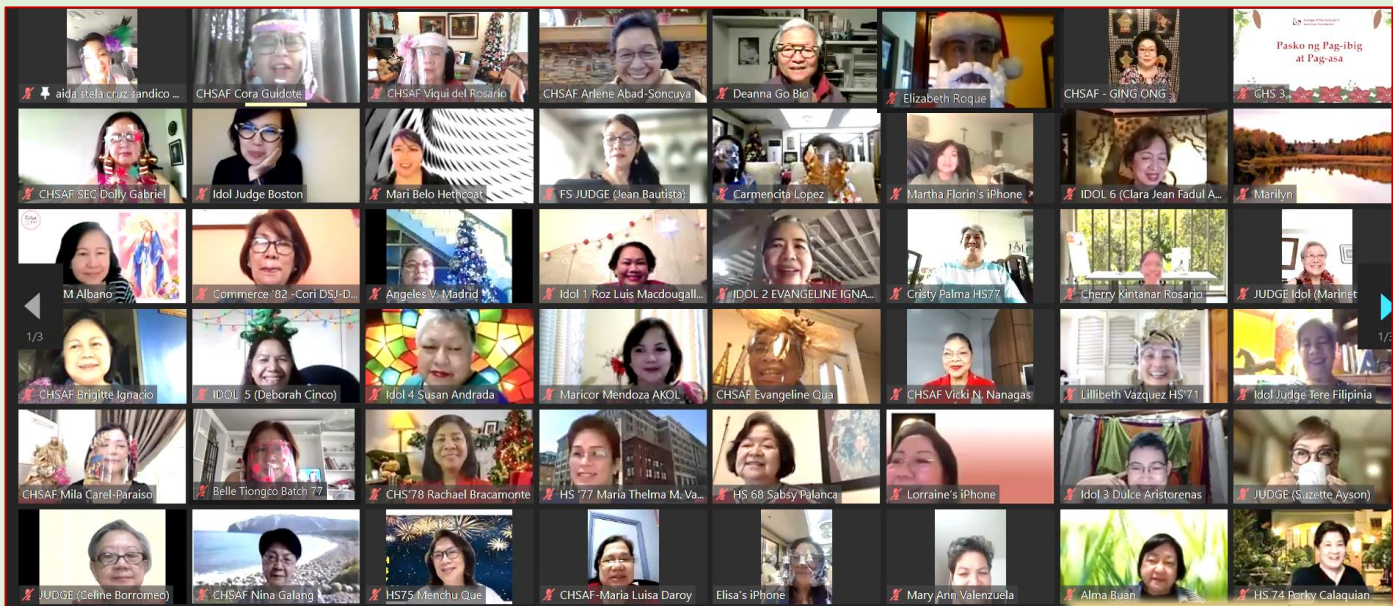 aida stela cruz sandico ...
CHSAF Cora Guidote
CHSAF Viqui del Rosario
CHSAF Arlene Abad-Soncuya
Deanna Go Bio
Elizabeth Roque
CHSAF - GING ONG
Pasko ng Pag-ibig
at Pag-asa
CHS 3
CHSAF SEC Dolly Gabriel
Idol Judge Boston
Mari Belo Hethcoat
FS JUDGE (Jean Bautista)
Carmencita Lopez
Martha Florin's iPhone
IDOL 6 (Clara Jean Fadul A...
Marilyn
M Albano
Commerce '82 -Cori DSJ-D...
Angeles V. Madrid
Idol 1 Roz Luis Macdougall...
IDOL 2 EVANGELINE IGNA...
Cristy Palma HS77
Cherry Kintanar Rosario
JUDGE Idol (Marinet
1/3
1/3
CHSAF Brigitte Ignacio
IDOL 5 (Deborah Cinco)
Idol 4 Susan Andrada
Maricor Mendoza AKOL
CHSAF Evangeline Qua
CHSAF Vicki N. Nanagas
Lillibeth Vazquez HS'71
Idol Judge Tere Filipinia
CHSAF Mila Carel-Paraiso
Belle Tiongco Batch 77
CHS'78 Rachael Bracamonte
HS '77 Maria Thelma M. Va...
HS 68 Sabsy Palanca
Lorraine's iPhone
Idol 3 Dulce Aristorenas
JUDGE (Suzette Ayson)
JUDGE (Celine Borromeo)
CHSAF Nina Galang
HS75 Menchu Que
CHSAF-Maria Luisa Daroy
Elisa's iPhone
Mary Ann Valenzuela
Alma Buan
HS 74 Porky Calaquian